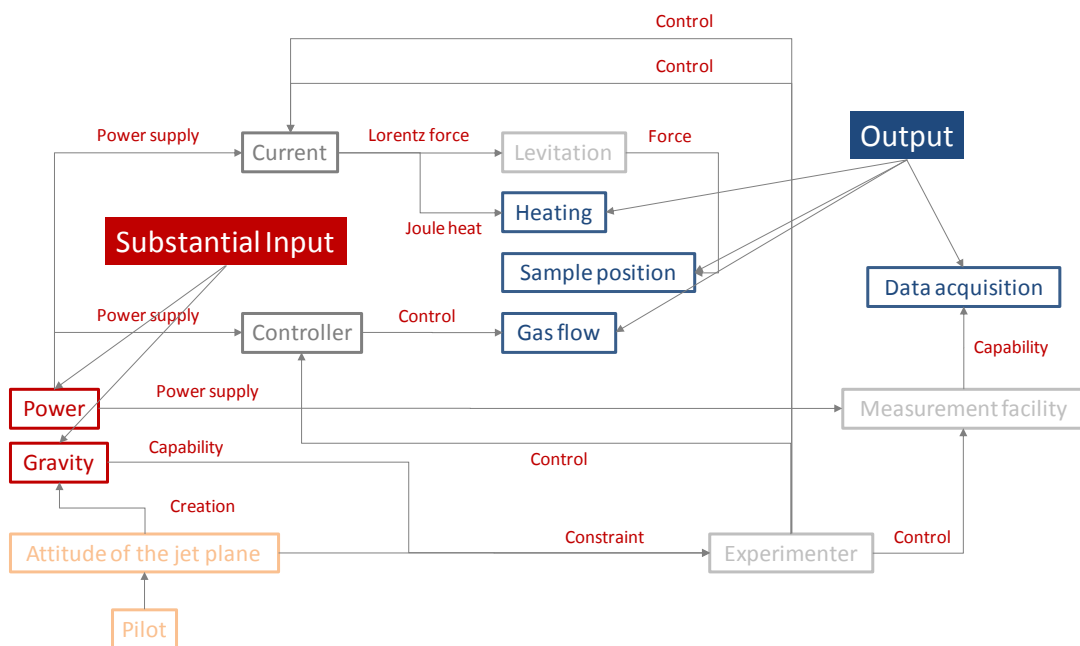 Control
Control
Power supply
Current
Lorentz force
Levitation
Force
Output
Heating
Joule heat
Substantial Input
Sample position
Data acquisition
Power supply
Controller
Control
Gas flow
Capability
Power
Power supply
Measurement facility
Gravity
Capability
Control
Creation
Attitude of the jet plane
Constraint
Experimenter
Control
Pilot